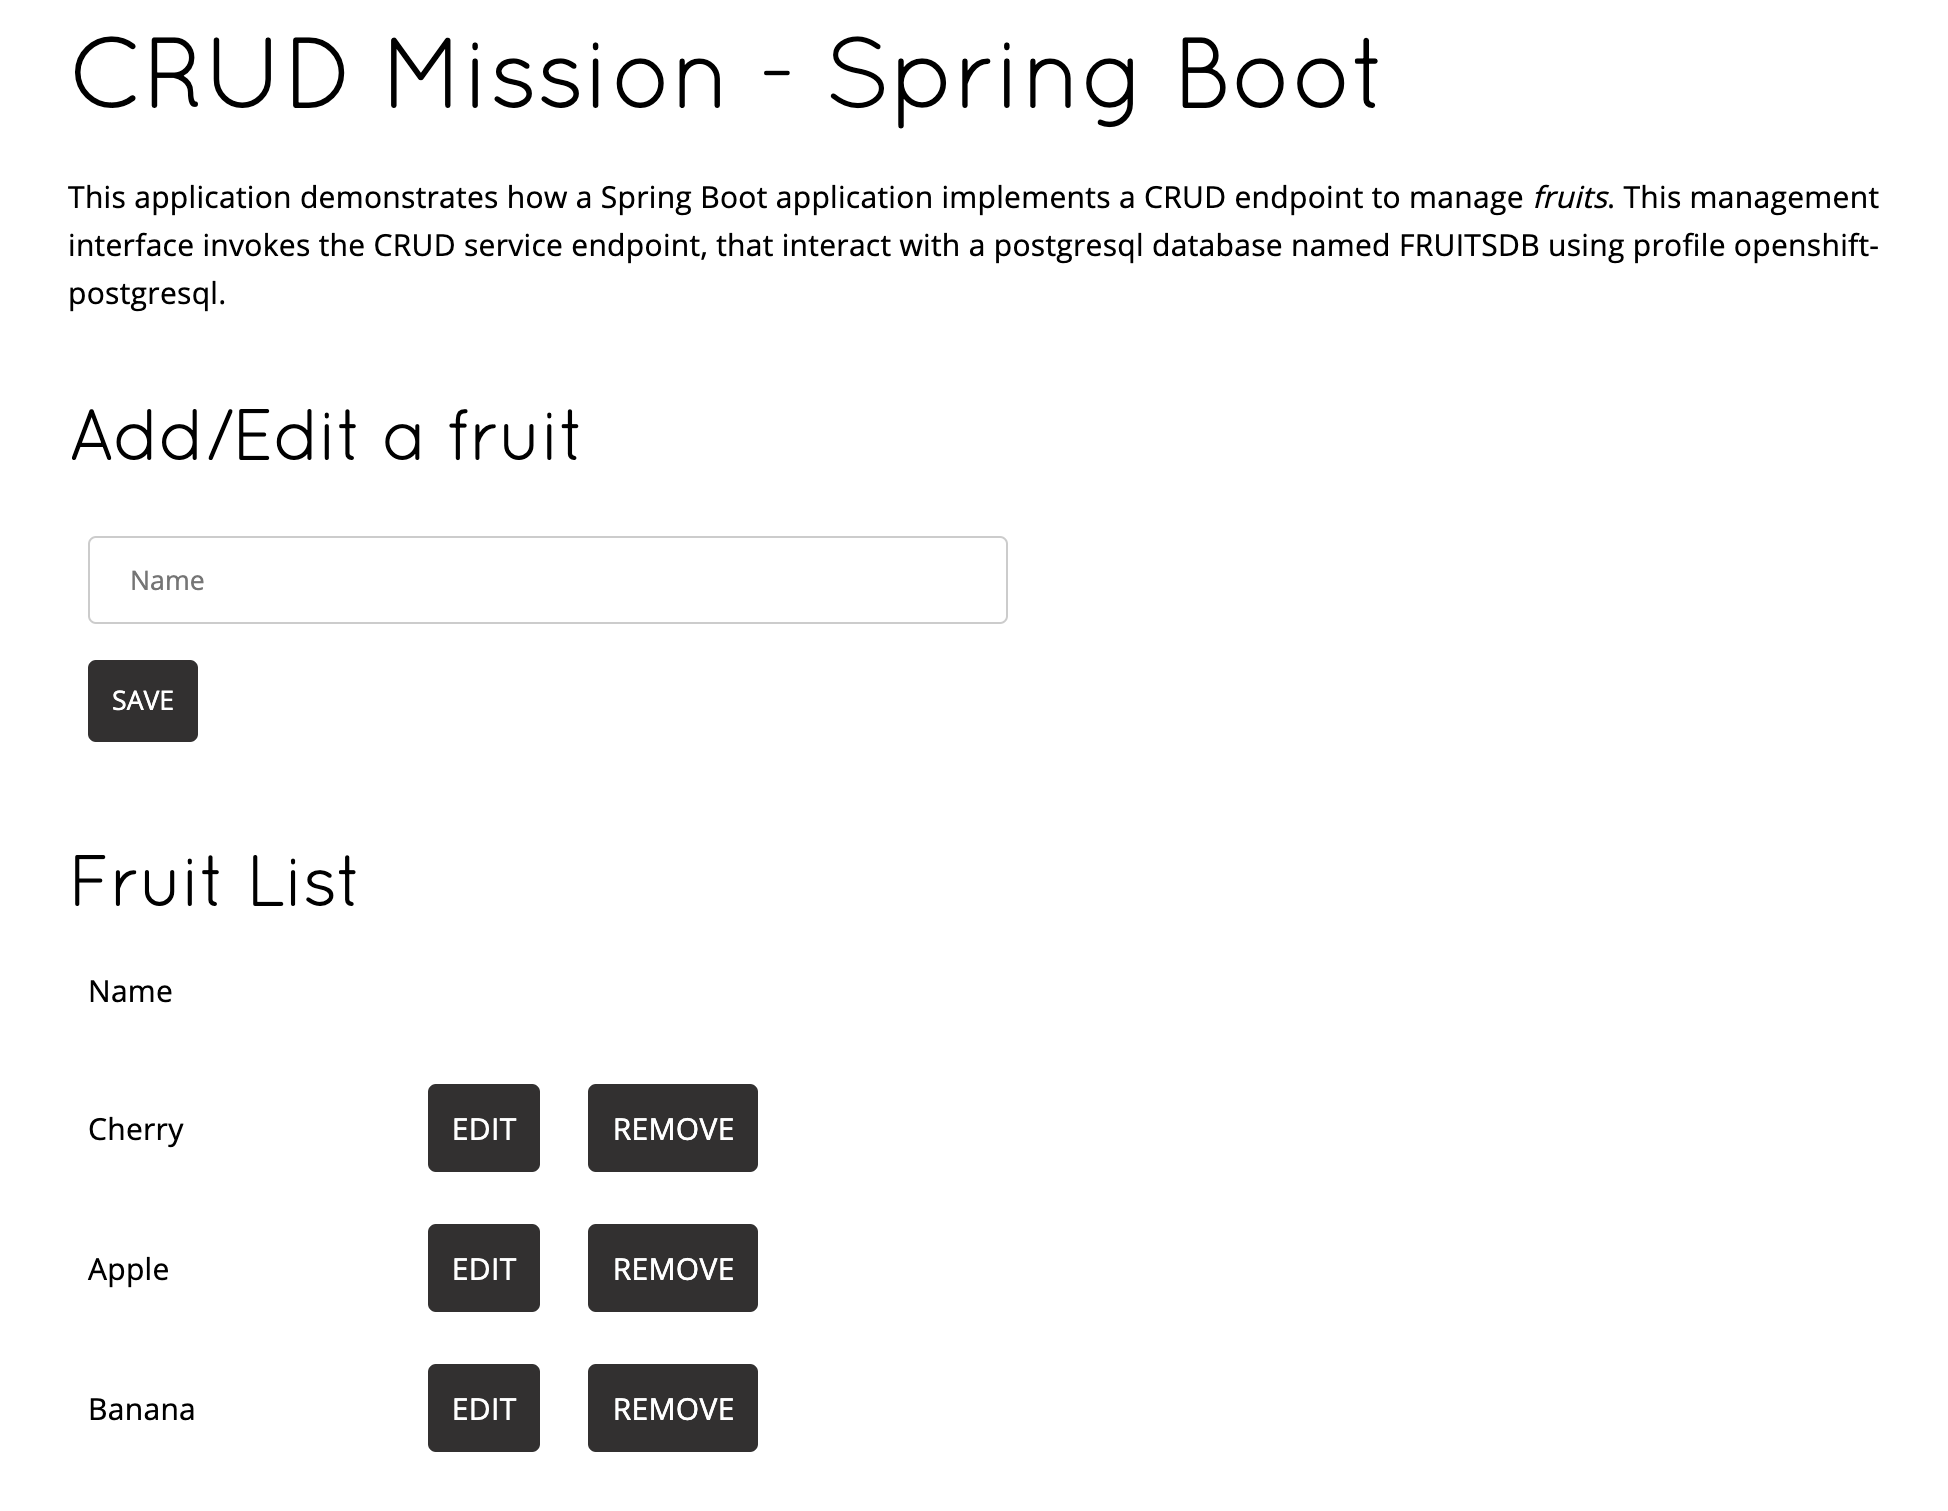 CRUD Mission - Spring Boot
This application demonstrates how a Spring Boot application implements a CRUD endpoint to manage fruits. This management
interface invokes the CRUD service endpoint, that interact with a postgresql database named FRUITSDB using profile openshift-
postgresql.
Add/Edit a fruit
Name
SAVE
Fruit List
Name
Cherry EDIT REMOVE
Apple EDIT REMOVE
Banana EDIT REMOVE